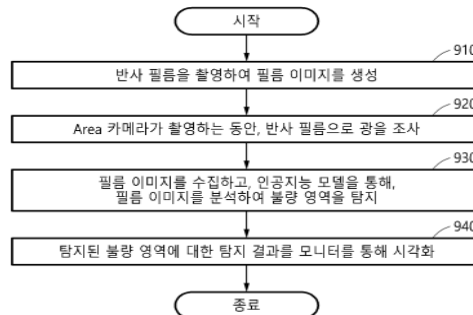 시작
910
반사 필름을 촬영하여 필름 이미지를 생성
920
Area 카메라가 촬영하는 동안, 반사 필름으로 광을 조사
930
필름 이미지를 수집하고, 인공지능 모델을 통해,
필름 이미지를 분석하여 불량 영역을 탐지
940
탐지된 불량 영역에 대한 탐지 결과를 모니터를 통해 시각화
종료